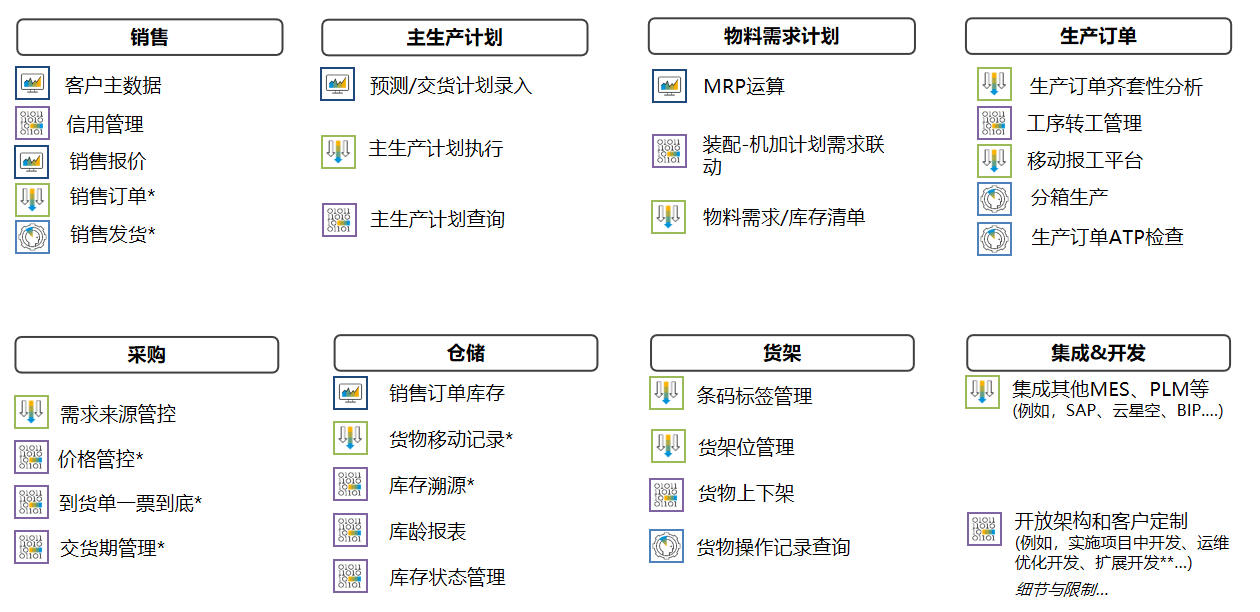 销售
客户主数据
信用管理
销售报价
销售订单*
销售发货*
主生产计划
预测/交货计划录入
主生产计划执行
主生产计划查询
物料需求计划
MRP运算
装配-机加计划需求联
动
物料需求/库存清单
生产订单
生产订单齐套性分析
工序转工管理
移动报工平台
分箱生产
生产订单ATP检查
采购
需求来源管控
价格管控*
到货单一票到底*
交货期管理*
仓储
销售订单库存
货物移动记录*
库存溯源*
库龄报表
库存状态管理
货架
条码标签管理
货架位管理
货物上下架
货物操作记录查询
集成&开发
集成其他MES、PLM等
(例如，SAP、云星空、BIP....)
开放架构和客户定制
(例如，实施项目中开发、运维
优化开发、扩展开发**...)
细节与限制...